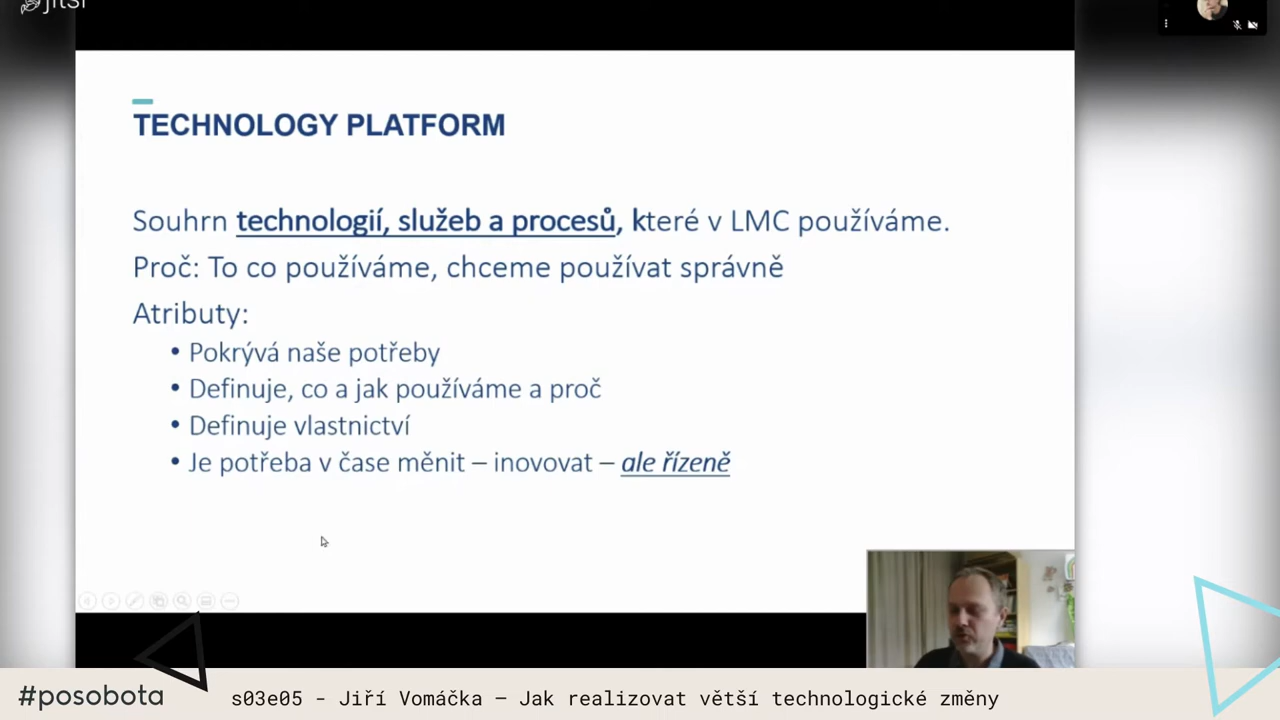 jitsi
TECHNOLOGY PLATFORM
Souhrn technologií, služeb a procesů, které v LMC používáme.
Proč: To co používáme, chceme používat správně
Atributy:
• Pokrývá naše potřeby
• Definuje, co a jak používáme a proč
• Definuje vlastnictví
• Je potřeba v čase měnit – inovovat – ale řízeně
#posobota
s03e05 - Jiří Vomáčka – Jak realizovat větší technologické změny